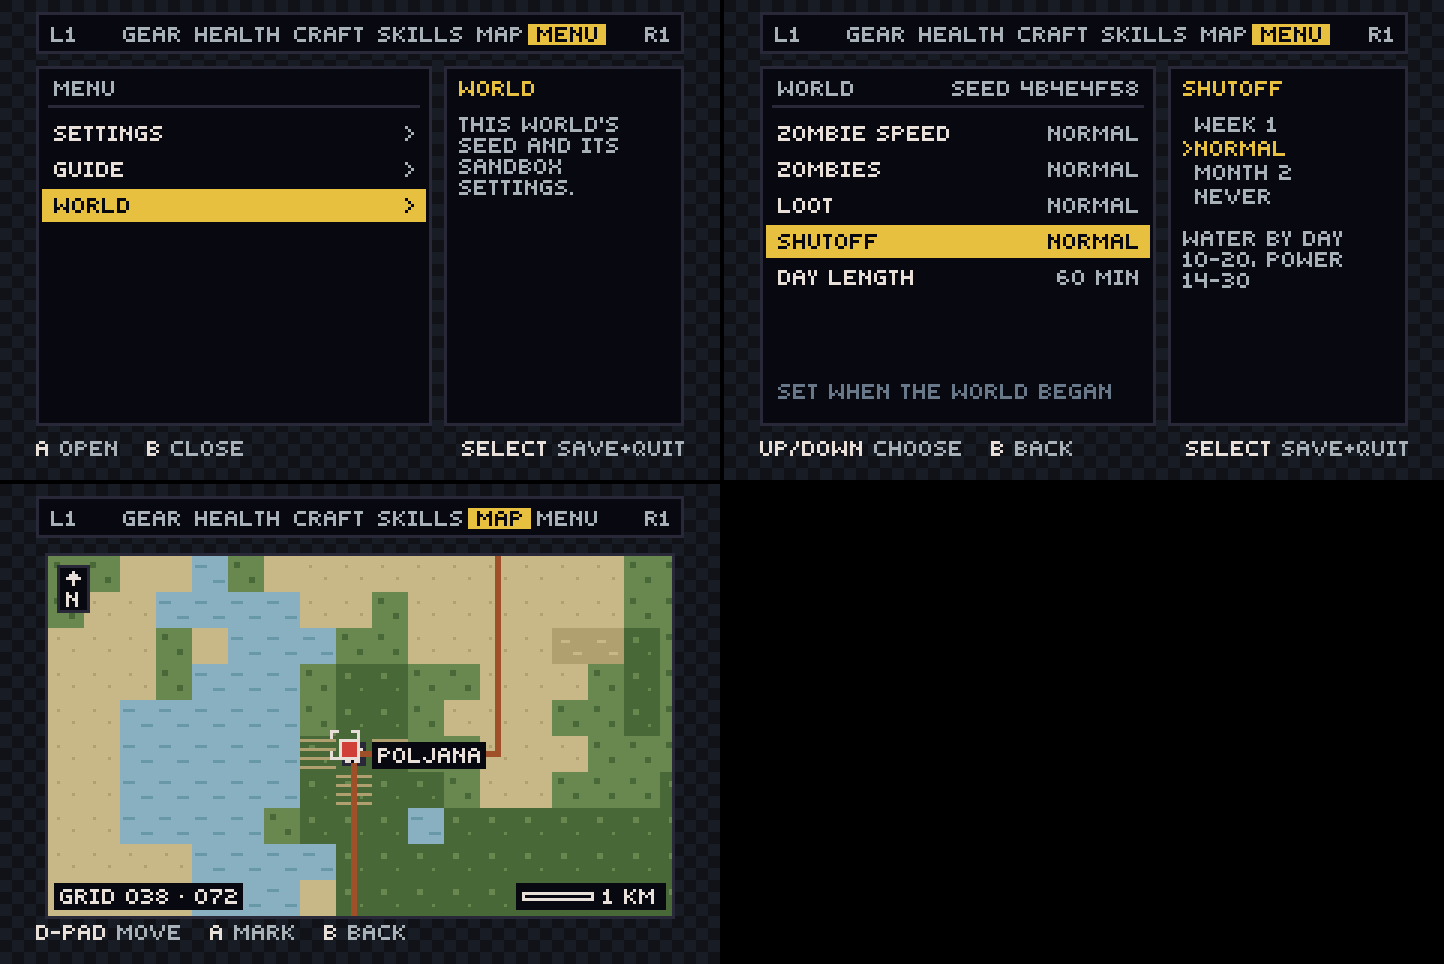 L1 GEAR HEALTH CRAFT SKILLS MAP MENU R1
MENU
SETTINGS >
GUIDE >
WORLD >
WORLD
THIS WORLD'S
SEED AND ITS
SANDBOX
SETTINGS.
A OPEN B CLOSE SELECT SAVE+QUIT
L1 GEAR HEALTH CRAFT SKILLS MAP MENU R1
WORLD SEED 4B4E4F58
ZOMBIE SPEED NORMAL
ZOMBIES NORMAL
LOOT NORMAL
SHUTOFF NORMAL
DAY LENGTH 60 MIN
SET WHEN THE WORLD BEGAN
SHUTOFF
WEEK 1
>NORMAL
MONTH 2
NEVER
WATER BY DAY
10-20, POWER
14-30
UP/DOWN CHOOSE B BACK SELECT SAVE+QUIT
L1 GEAR HEALTH CRAFT SKILLS MAP MENU R1
N
POLJANA
GRID 038 · 072
1 KM
D-PAD MOVE A MARK B BACK